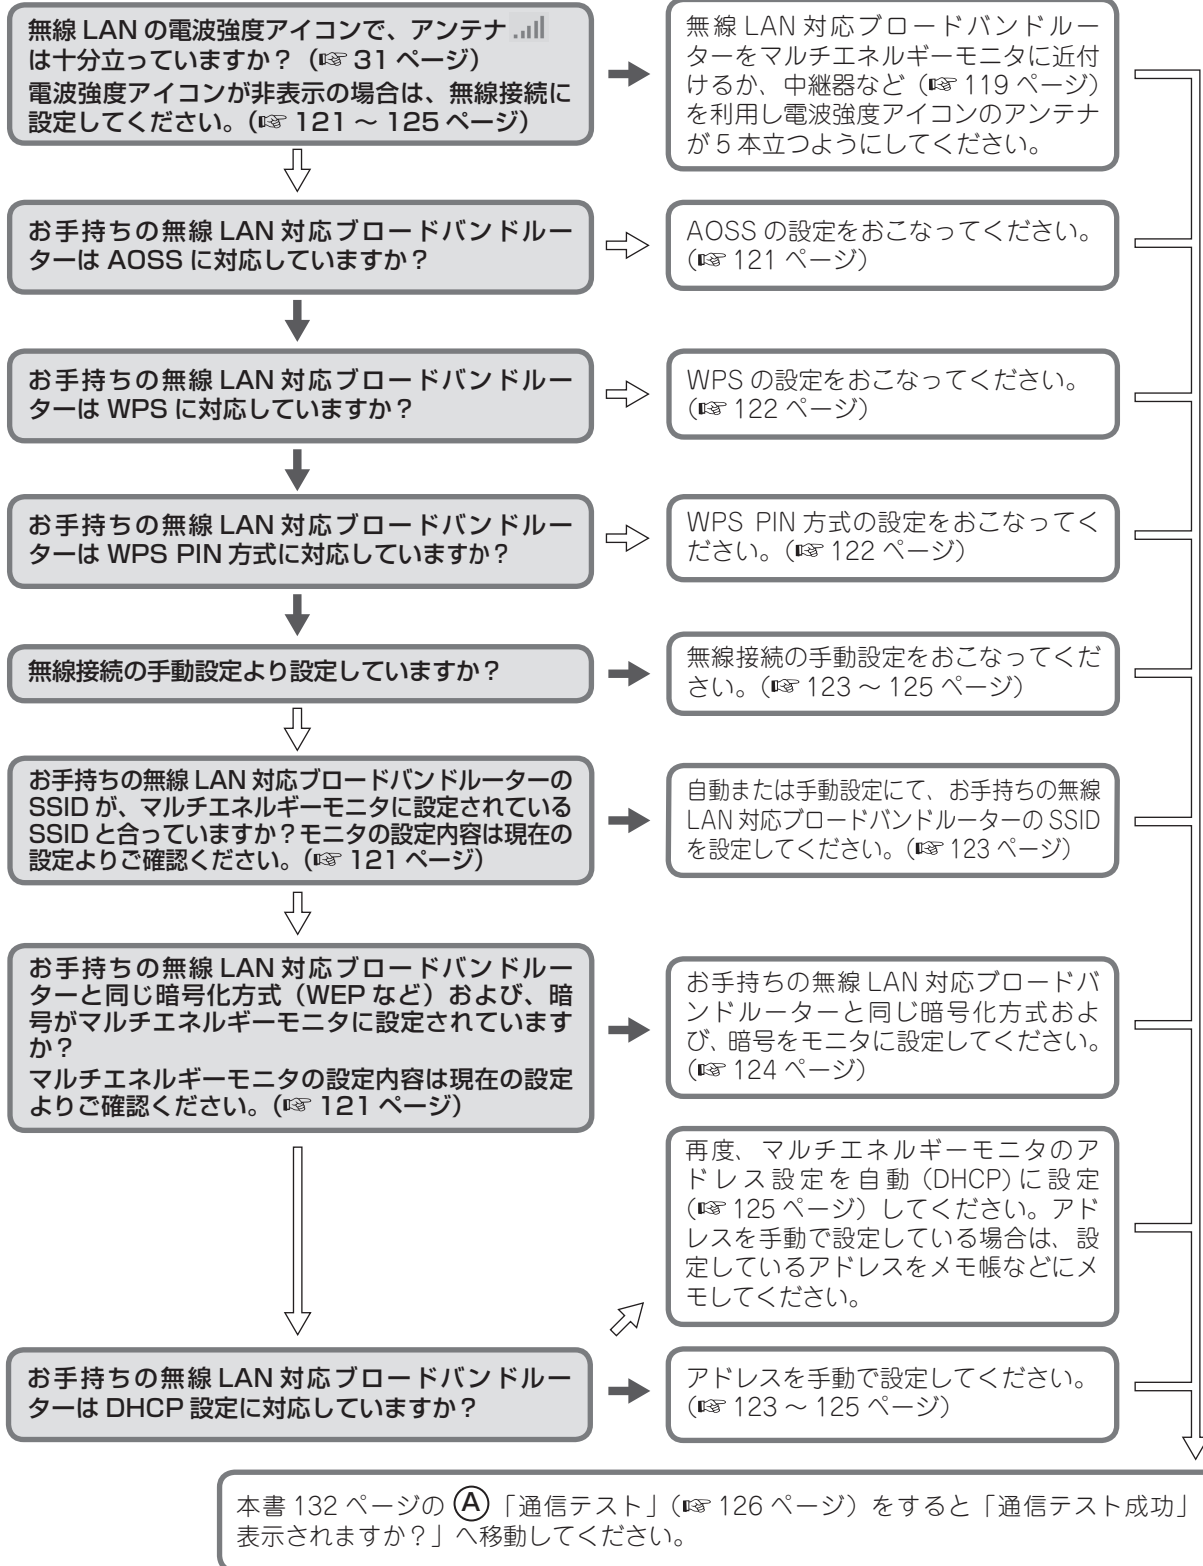 無線 LAN の電波強度アイコンで、アンテナ
は十分立っていますか？（☞ 31 ページ）
電波強度アイコンが非表示の場合は、無線接続に
設定してください。（☞ 121 ～ 125 ページ）
無線 LAN 対応ブロードバンドルー
ターをマルチエネルギーモニタに近付
けるか、中継器など（☞ 119 ページ）
を利用し電波強度アイコンのアンテナ
が 5 本立つようにしてください。
お手持ちの無線 LAN 対応ブロードバンドルー
ターは AOSS に対応していますか？
AOSS の設定をおこなってください。
（☞ 121 ページ）
お手持ちの無線 LAN 対応ブロードバンドルー
ターは WPS に対応していますか？
WPS の設定をおこなってください。
（☞ 122 ページ）
お手持ちの無線 LAN 対応ブロードバンドルー
ターは WPS PIN 方式に対応していますか？
WPS PIN 方式の設定をおこなってく
ださい。（☞ 122 ページ）
無線接続の手動設定より設定していますか？
無線接続の手動設定をおこなってくだ
さい。（☞ 123 ～ 125 ページ）
お手持ちの無線 LAN 対応ブロードバンドルーターの
SSID が、マルチエネルギーモニタに設定されている
SSID と合っていますか？モニタの設定内容は現在の
設定よりご確認ください。（☞ 121 ページ）
自動または手動設定にて、お手持ちの無線
LAN 対応ブロードバンドルーターの SSID
を設定してください。（☞ 123 ページ）
お手持ちの無線 LAN 対応ブロードバンドルー
ターと同じ暗号化方式（WEP など）および、暗
号がマルチエネルギーモニタに設定されています
か？
マルチエネルギーモニタの設定内容は現在の設定
よりご確認ください。（☞ 121 ページ）
お手持ちの無線 LAN 対応ブロードバ
ンドルーターと同じ暗号化方式およ
び、暗号をモニタに設定してください。
（☞ 124 ページ）
再度、マルチエネルギーモニタのア
ドレス設定を自動（DHCP）に設定
（☞ 125 ページ）してください。アド
レスを手動で設定している場合は、設
定しているアドレスをメモ帳などにメ
モしてください。
お手持ちの無線 LAN 対応ブロードバンドルー
ターは DHCP 設定に対応していますか？
アドレスを手動で設定してください。
（☞ 123 ～ 125 ページ）
本書 132 ページの Ⓐ「通信テスト」（☞ 126 ページ）をすると「通信テスト成功」
表示されますか？」へ移動してください。